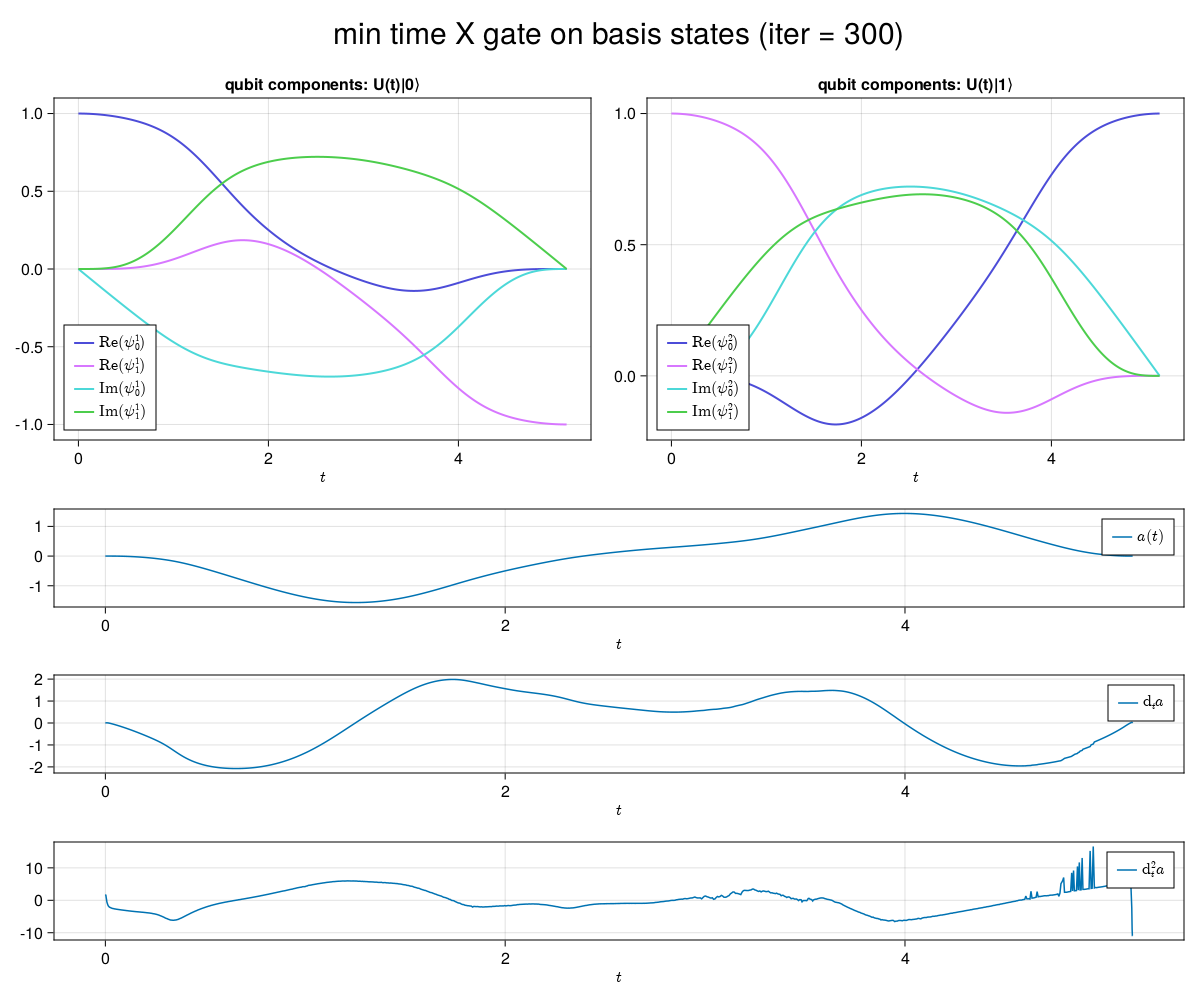 min time X gate on basis states (iter = 300)
qubit components: U(t)|0⟩
qubit components: U(t)|1⟩
1.0
0.5
0.0
-0.5
-1.0
Re(ψ₀¹)
Re(ψ₁¹)
Im(ψ₀¹)
Im(ψ₁¹)
0 2 4
t
1.0
0.5
0.0
Re(ψ₀²)
Re(ψ₁²)
Im(ψ₀²)
Im(ψ₁²)
0 2 4
t
1
0
-1
a(t)
0 2 4
t
2
1
0
-1
-2
dₜa
0 2 4
t
10
0
-10
dₜ²a
0 2 4
t